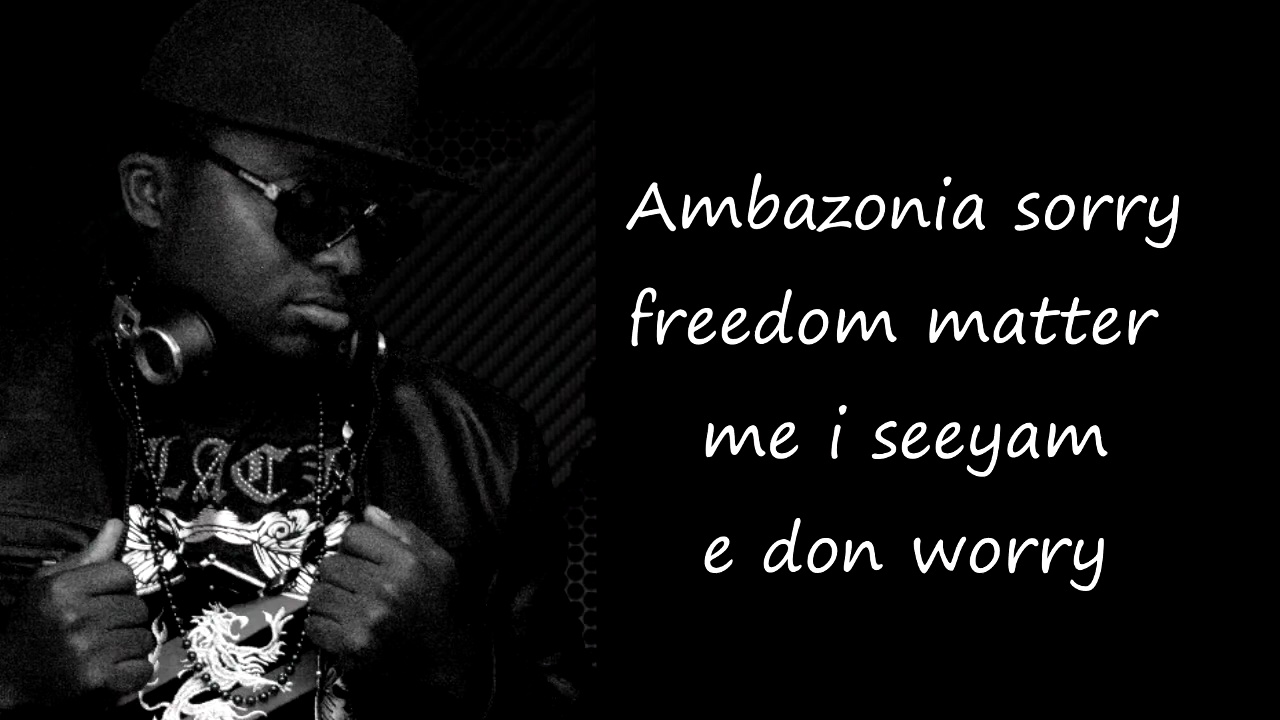 Ambazonia sorry
freedom matter
me i seeyam
e don worry